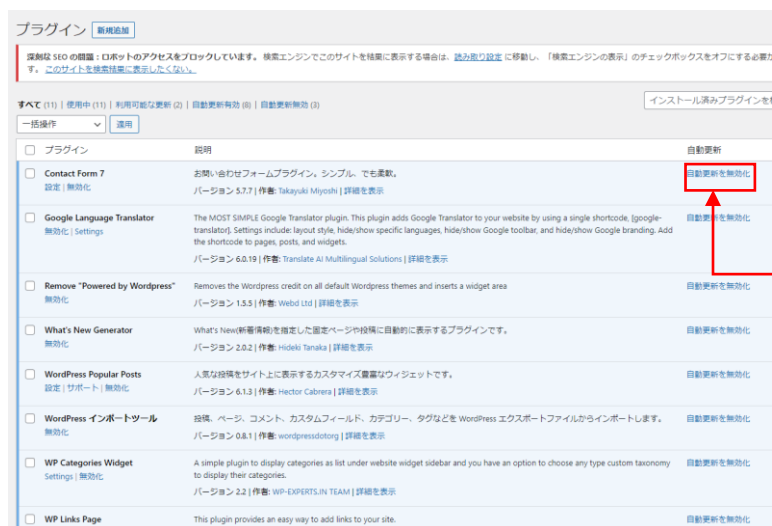 プラグイン 新規追加
深刻な SEO の問題：ロボットのアクセスをブロックしています。 検索エンジンでこのサイトを結果に表示する場合は、読み取り設定 に移動し、「検索エンジンの表示」のチェックボックスをオフにする必要が
す。 このサイトを検索結果に表示したくない。
すべて (11) | 使用中 (11) | 利用可能な更新 (2) | 自動更新有効 (8) | 自動更新無効 (3)
インストール済みプラグインを
一括操作 適用
プラグイン 説明 自動更新
Contact Form 7 お問い合わせフォームプラグイン。シンプル、でも柔軟。 自動更新を無効化
設定 | 無効化
バージョン 5.7.7 | 作者: Takayuki Miyoshi | 詳細を表示
Google Language Translator The MOST SIMPLE Google Translator plugin. This plugin adds Google Translator to your website by using a single shortcode, [google- 自動更新を無効化
無効化 | Settings translator]. Settings include: layout style, hide/show specific languages, hide/show Google toolbar, and hide/show Google branding. Add
the shortcode to pages, posts, and widgets.
バージョン 6.0.19 | 作者: Translate AI Multilingual Solutions | 詳細を表示
Remove "Powered by Wordpress" Removes the Wordpress credit on all default Wordpress themes and inserts a widget area 自動更新を無効化
無効化
バージョン 1.5.5 | 作者: Webd Ltd | 詳細を表示
What's New Generator What's New(新着情報)を指定した固定ページや投稿に自動的に表示するプラグインです。 自動更新を無効化
無効化
バージョン 2.0.2 | 作者: Hideki Tanaka | 詳細を表示
WordPress Popular Posts 人気な投稿をサイト上に表示するカスタマイズ豊富なウィジェットです。 自動更新を無効化
設定 | サポート | 無効化
バージョン 6.1.3 | 作者: Hector Cabrera | 詳細を表示
WordPress インポートツール 投稿、ページ、コメント、カスタムフィールド、カテゴリー、タグなどを WordPress エクスポートファイルからインポートします。 自動更新を無効化
無効化
バージョン 0.8.1 | 作者: wordpressdotorg | 詳細を表示
WP Categories Widget A simple plugin to display categories as list under website widget sidebar and you have an option to choose any type custom taxonomy 自動更新を無効化
Settings | 無効化 to display their categories.
バージョン 2.2 | 作者: WP-EXPERTS.IN TEAM | 詳細を表示
WP Links Page This plugin provides an easy way to add links to your site. 自動更新を無効化